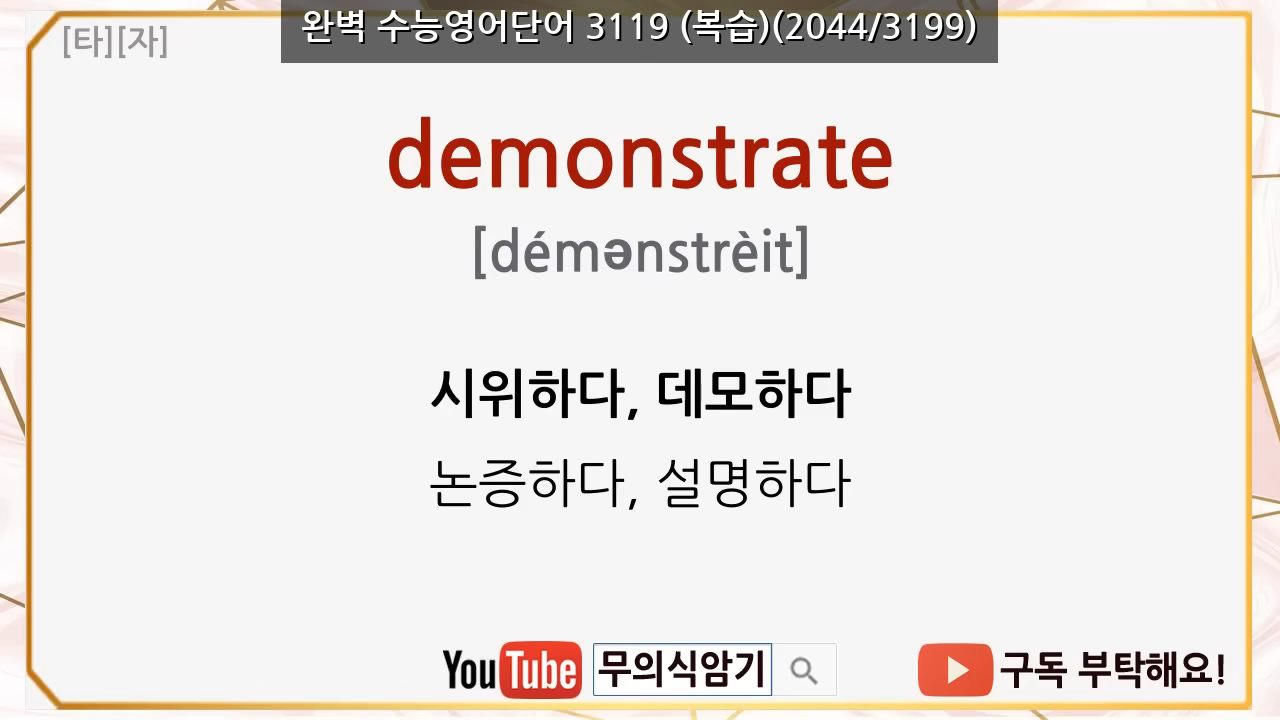 완벽 수능영어단어 3119 (복습)(2044/3199)
[타][자]
demonstrate
[démənstrèit]
시위하다, 데모하다
논증하다, 설명하다
YouTube 무의식암기 구독 부탁해요!